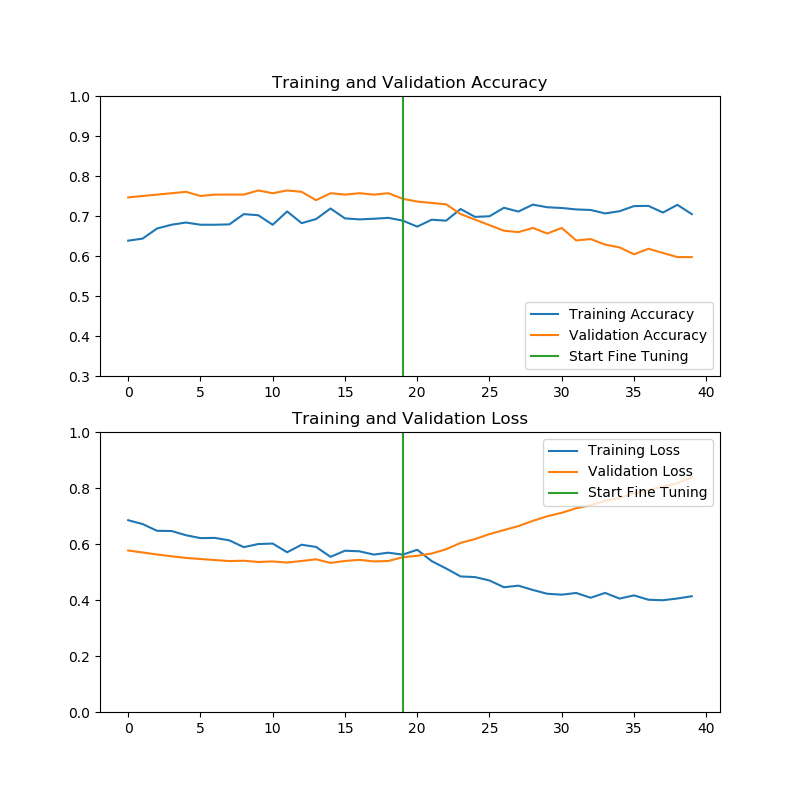 Training and Validation Accuracy
1.0
0.9
0.8
0.7
0.6
0.5
0.4
0.3
Training Accuracy
Validation Accuracy
Start Fine Tuning
0 5 10 15 20 25 30 35 40
Training and Validation Loss
1.0
0.8
0.6
0.4
0.2
0.0
Training Loss
Validation Loss
Start Fine Tuning
0 5 10 15 20 25 30 35 40